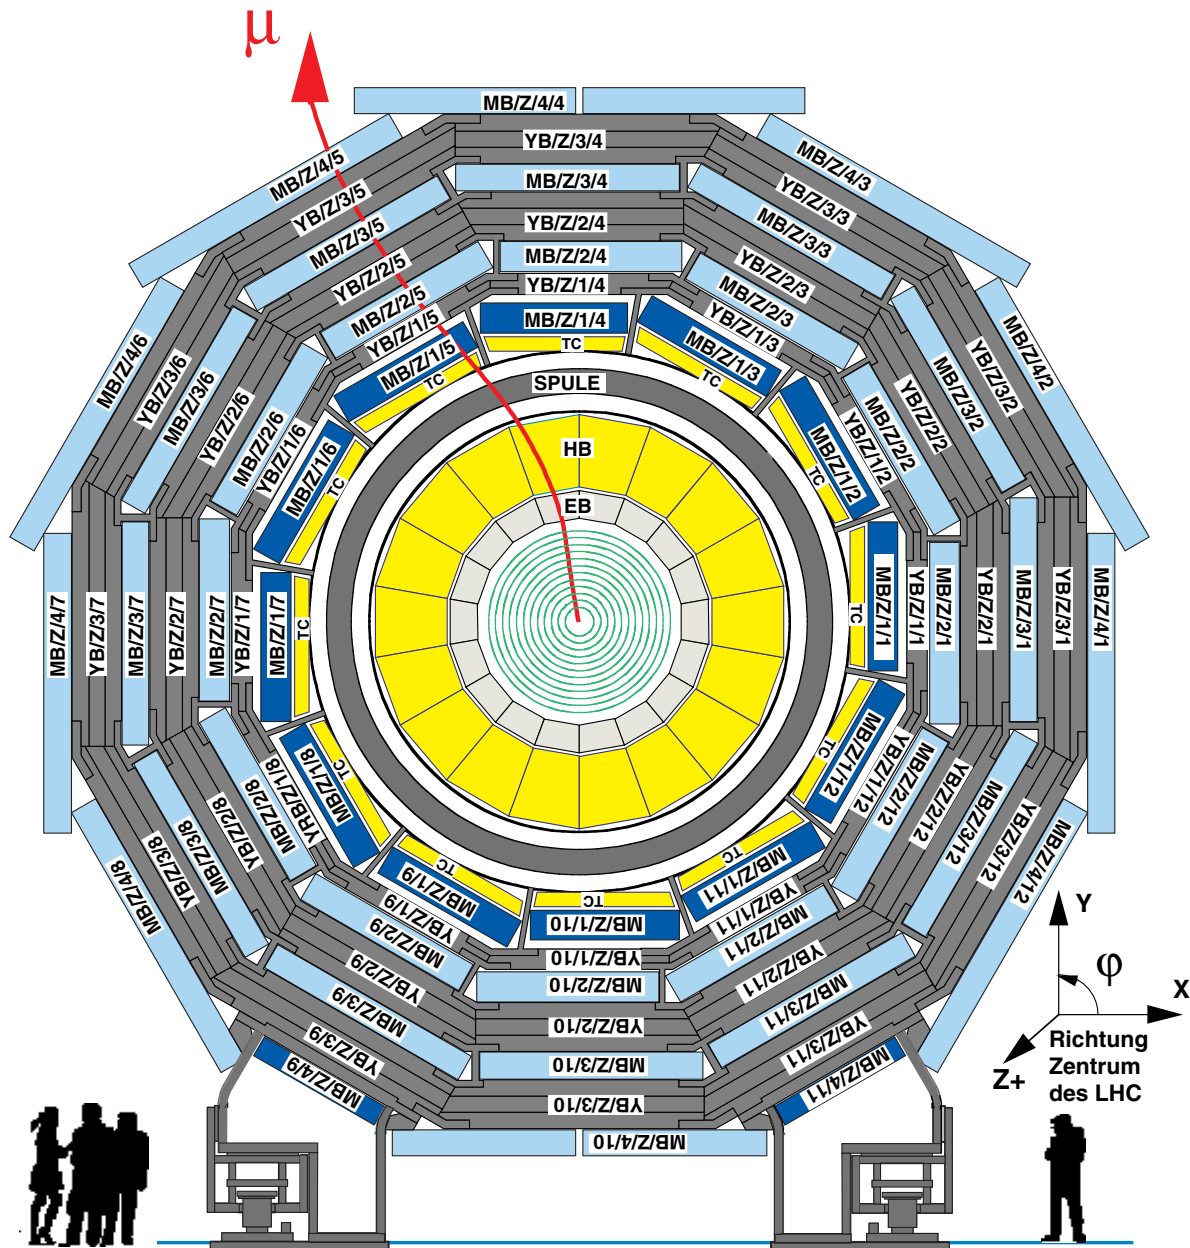 μ
MB/Z/4/4
YB/Z/3/4
MB/Z/3/4
YB/Z/2/4
MB/Z/2/4
YB/Z/1/4
MB/Z/1/4
TC
MB/Z/4/5
YB/Z/3/5
MB/Z/3/5
YB/Z/2/5
MB/Z/2/5
YB/Z/1/5
MB/Z/1/5
TC
MB/Z/4/3
YB/Z/3/3
MB/Z/3/3
YB/Z/2/3
MB/Z/2/3
YB/Z/1/3
MB/Z/1/3
TC
MB/Z/4/6
YB/Z/3/6
MB/Z/3/6
YB/Z/2/6
MB/Z/2/6
YB/Z/1/6
MB/Z/1/6
TC
MB/Z/4/2
YB/Z/3/2
MB/Z/3/2
YB/Z/2/2
MB/Z/2/2
YB/Z/1/2
MB/Z/1/2
TC
SPULE
HB
EB
MB/Z/4/7
YB/Z/3/7
MB/Z/3/7
YB/Z/2/7
MB/Z/2/7
YB/Z/1/7
MB/Z/1/7
TC
TC
MB/Z/1/1
YB/Z/1/1
MB/Z/2/1
YB/Z/2/1
MB/Z/3/1
YB/Z/3/1
MB/Z/4/1
MB/Z/4/8
YB/Z/3/8
MB/Z/3/8
YB/Z/2/8
MB/Z/2/8
YRB/Z/1/8
MB/Z/1/8
TC
TC
MB/Z/1/12
YB/Z/1/12
MB/Z/2/12
YB/Z/2/12
MB/Z/3/12
YB/Z/3/12
MB/Z/4/12
TC
MB/Z/1/9
YB/Z/1/9
MB/Z/2/9
YB/Z/2/9
MB/Z/3/9
YB/Z/3/9
MB/Z/4/9
TC
MB/Z/1/11
YB/Z/1/11
MB/Z/2/11
YB/Z/2/11
MB/Z/3/11
YB/Z/3/11
MB/Z/4/11
TC
MB/Z/1/10
YB/Z/1/10
MB/Z/2/10
YB/Z/2/10
MB/Z/3/10
YB/Z/3/10
MB/Z/4/10
Y
φ
X
Z+
Richtung
Zentrum
des LHC